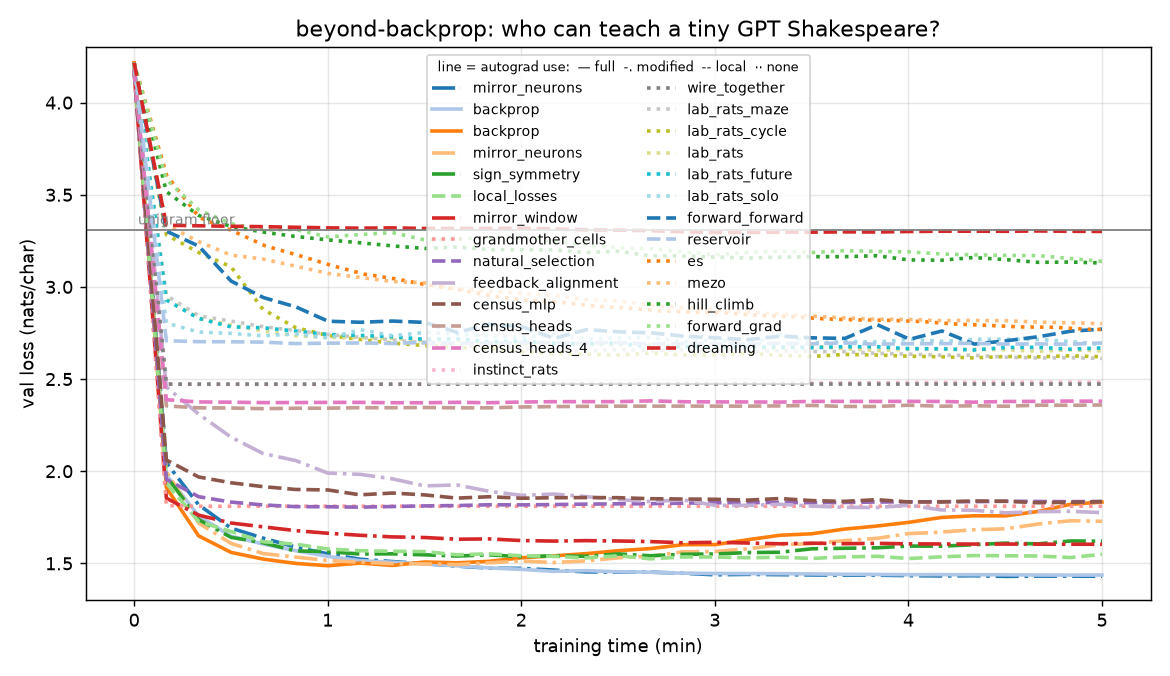 beyond-backprop: who can teach a tiny GPT Shakespeare?
val loss (nats/char)
4.0
3.5
3.0
2.5
2.0
1.5
unigram floor
line = autograd use: — full -. modified -- local ·· none
mirror_neurons
backprop
backprop
mirror_neurons
sign_symmetry
local_losses
mirror_window
grandmother_cells
natural_selection
feedback_alignment
census_mlp
census_heads
census_heads_4
instinct_rats
wire_together
lab_rats_maze
lab_rats_cycle
lab_rats
lab_rats_future
lab_rats_solo
forward_forward
reservoir
es
mezo
hill_climb
forward_grad
dreaming
0 1 2 3 4 5
training time (min)